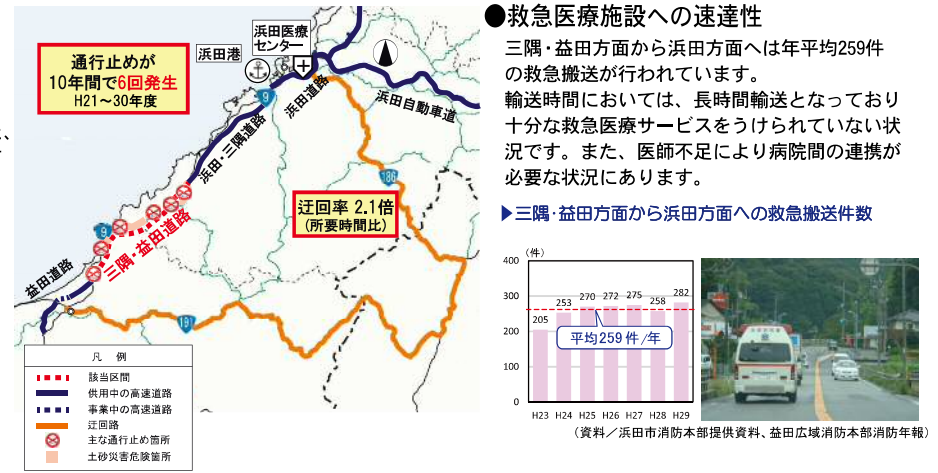 通行止めが
10年間で6回発生
H21～30年度
浜田港
浜田医療
センター
9
浜田道路
浜田自動車道
浜田・三隅道路
186
迂回率 2.1倍
(所要時間比)
9
三隅・益田道路
益田道路
191
凡 例
該当区間
供用中の高速道路
事業中の高速道路
迂回路
主な通行止め箇所
土砂災害危険箇所
●救急医療施設への速達性
三隅・益田方面から浜田方面へは年平均259件
の救急搬送が行われています。
輸送時間においては、長時間輸送となっており
十分な救急医療サービスをうけられていない状
況です。また、医師不足により病院間の連携が
必要な状況にあります。
▶三隅・益田方面から浜田方面への救急搬送件数
(件)
400
300
200
100
0
205
253
270
272
275
258
282
平均259件/年
H23 H24 H25 H26 H27 H28 H29
(資料／浜田市消防本部提供資料、益田広域消防本部消防年報)